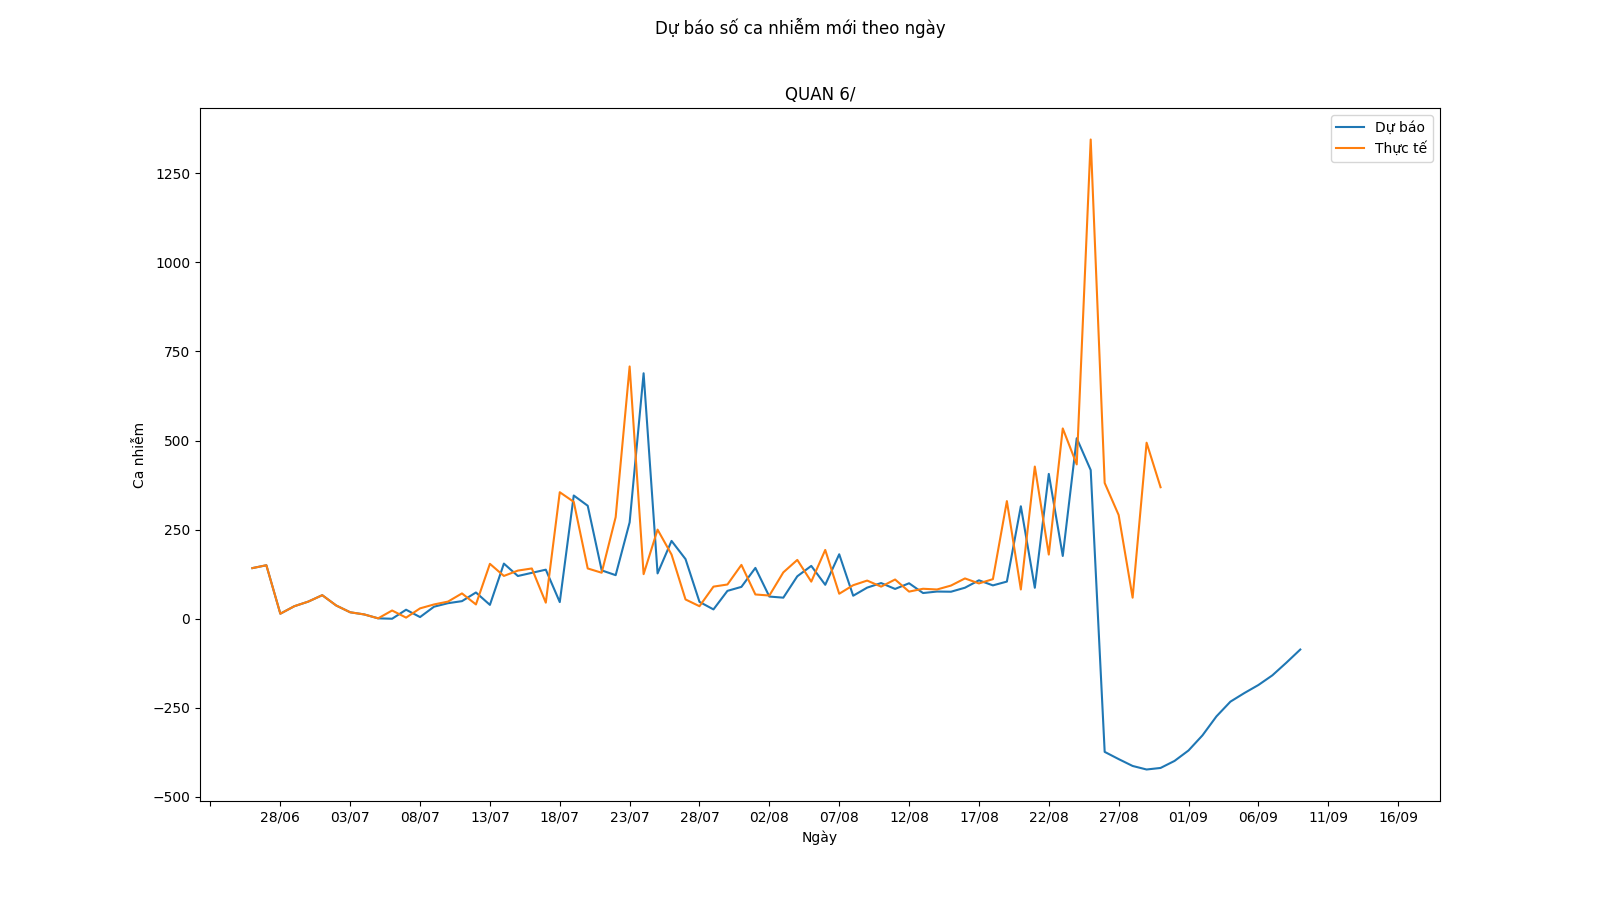 Dự báo số ca nhiễm mới theo ngày
QUAN 6/
Dự báo
Thực tế
1250
1000
750
500
250
0
−250
−500
Ca nhiễm
28/06 03/07 08/07 13/07 18/07 23/07 28/07 02/08 07/08 12/08 17/08 22/08 27/08 01/09 06/09 11/09 16/09
Ngày